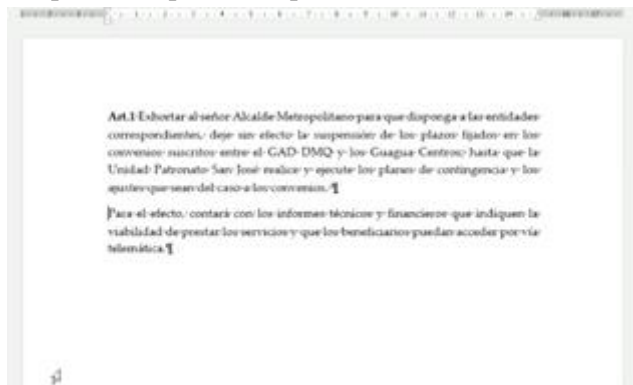 Art.1 Exhortar al señor Alcalde Metropolitano para que disponga a las entidades
correspondientes, deje sin efecto la suspensión de los plazos fijados en los
convenios suscritos entre el GAD DMQ y los Guagua Centros; hasta que la
Unidad Patronato San José realice y ejecute los planes de contingencia y los
ajustes que sean del caso a los convenios. ¶
Para el efecto, contará con los informes técnicos y financieros que indiquen la
viabilidad de prestar los servicios y que los beneficiarios puedan acceder por vía
telemática. ¶